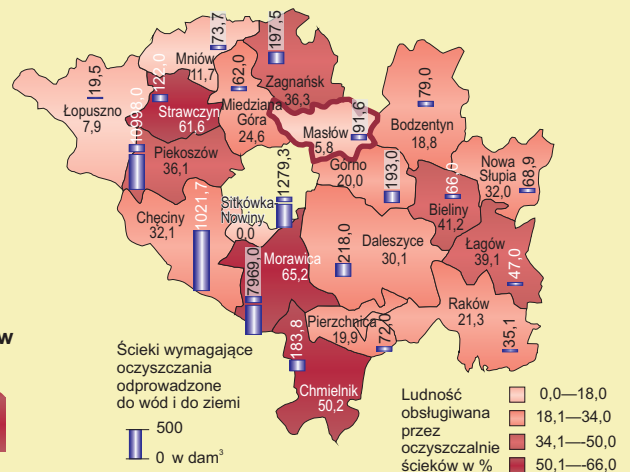 73,7
Mniów
11,7
197,5
Zagnańsk
36,3
62,0
Miedziana
Góra
24,6
19,5
Łopuszno
7,9
122,0
Strawczyn
61,6
10998,0
Piekoszów
36,1
91,6
Masłów
5,8
79,0
Bodzentyn
18,8
Górno
20,0
193,0
Nowa
Słupia
32,0
68,9
66,0
Bieliny
41,2
Łagów
39,1
47,0
1279,3
Sitkówka-
Nowiny
0,0
1021,7
Chęciny
32,1
7969,0
Morawica
65,2
218,0
Daleszyce
30,1
Raków
21,3
35,1
Pierzchnica
19,9
72,0
183,8
Chmielnik
50,2
w
Ścieki wymagające
oczyszczania
odprowadzone
do wód i do ziemi
500
0 w dam³
Ludność
obsługiwana
przez
oczyszczalnie
ścieków w %
0,0—18,0
18,1—34,0
34,1—50,0
50,1—66,0